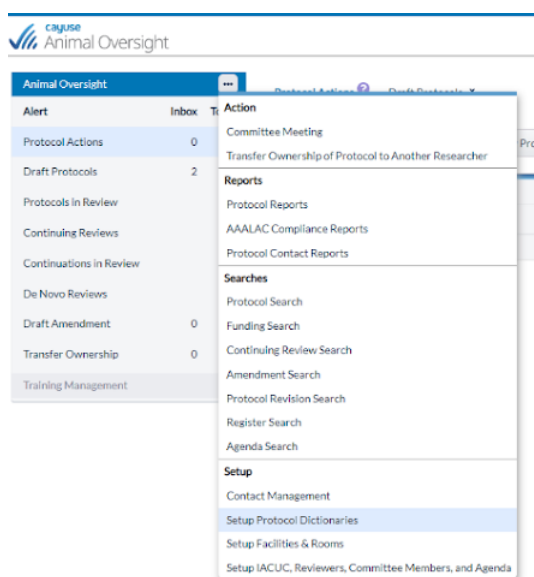 cayuse
Animal Oversight
Animal Oversight
...
Protocol Actions ? Draft Protocols
Alert Inbox To
Protocol Actions 0
Draft Protocols 2
Protocols in Review
Continuing Reviews
Continuations in Review
De Novo Reviews
Draft Amendment 0
Transfer Ownership 0
Training Management
Action
Committee Meeting
Transfer Ownership of Protocol to Another Researcher
Pro
Reports
Protocol Reports
AAALAC Compliance Reports
Protocol Contact Reports
Searches
Protocol Search
Funding Search
Continuing Review Search
Amendment Search
Protocol Revision Search
Register Search
Agenda Search
Setup
Contact Management
Setup Protocol Dictionaries
Setup Facilities & Rooms
Setup IACUC, Reviewers, Committee Members, and Agenda